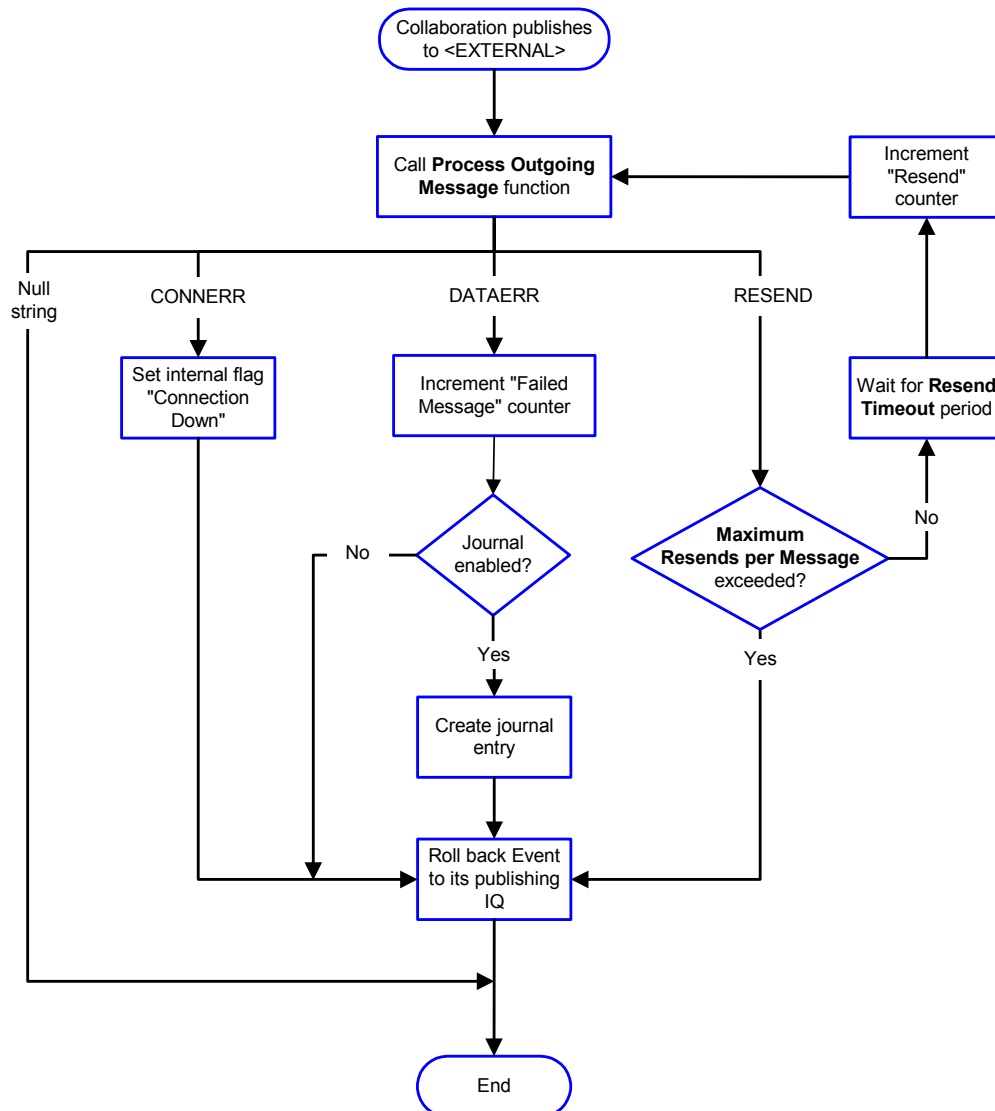 Collaboration publishes
to <EXTERNAL>
Call Process Outgoing
Message function
Increment
"Resend"
counter
Null
string
CONNERR
DATAERR
RESEND
Set internal flag
"Connection
Down"
Increment "Failed
Message" counter
Wait for Resend
Timeout period
No
Journal
enabled?
Maximum
Resends per Message
exceeded?
No
Yes
Yes
Create journal
entry
Roll back Event
to its publishing
IQ
End